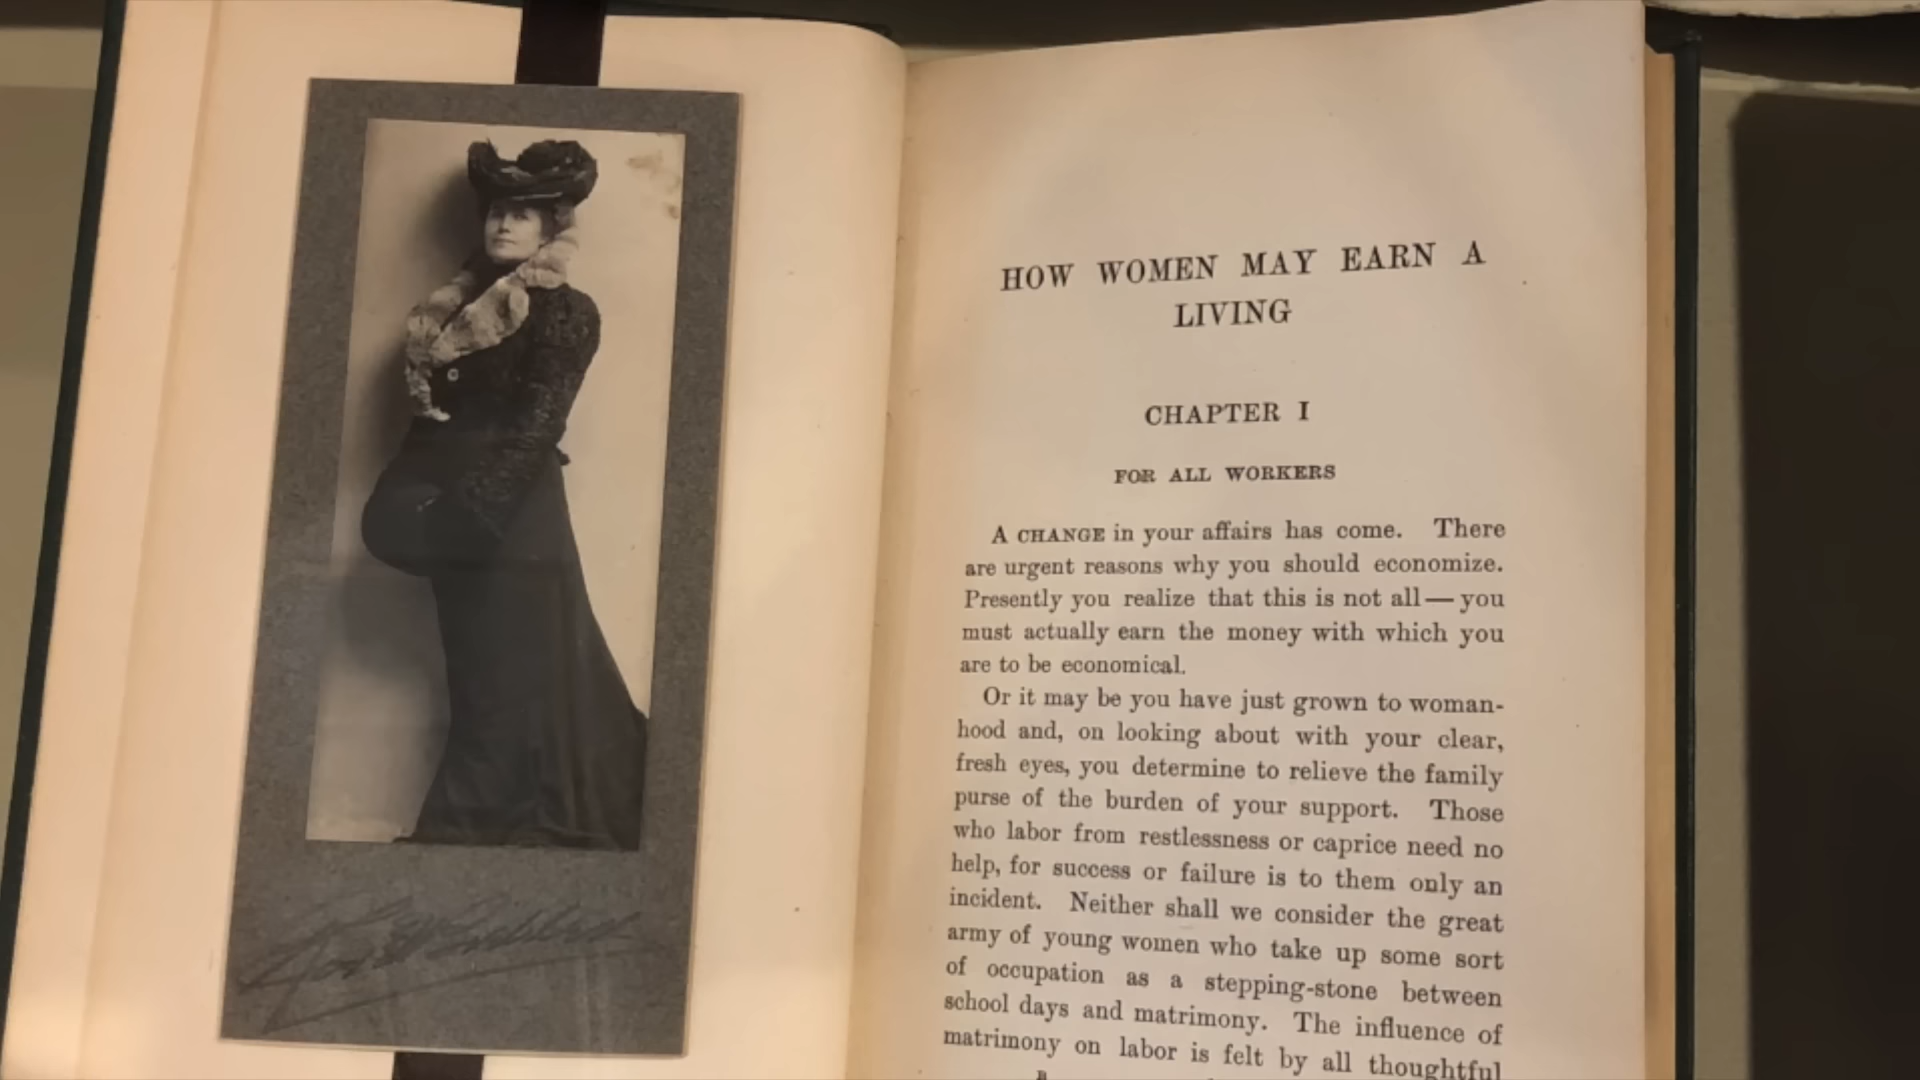 HOW WOMEN MAY EARN A
LIVING
CHAPTER I
FOR ALL WORKERS
A CHANGE in your affairs has come. There
are urgent reasons why you should economize.
Presently you realize that this is not all — you
must actually earn the money with which you
are to be economical.
Or it may be you have just grown to woman-
hood and, on looking about with your clear,
fresh eyes, you determine to relieve the family
purse of the burden of your support. Those
who labor from restlessness or caprice need no
help, for success or failure is to them only an
incident. Neither shall we consider the great
army of young women who take up some sort
of occupation as a stepping-stone between
school days and matrimony. The influence of
matrimony on labor is felt by all thoughtful
B